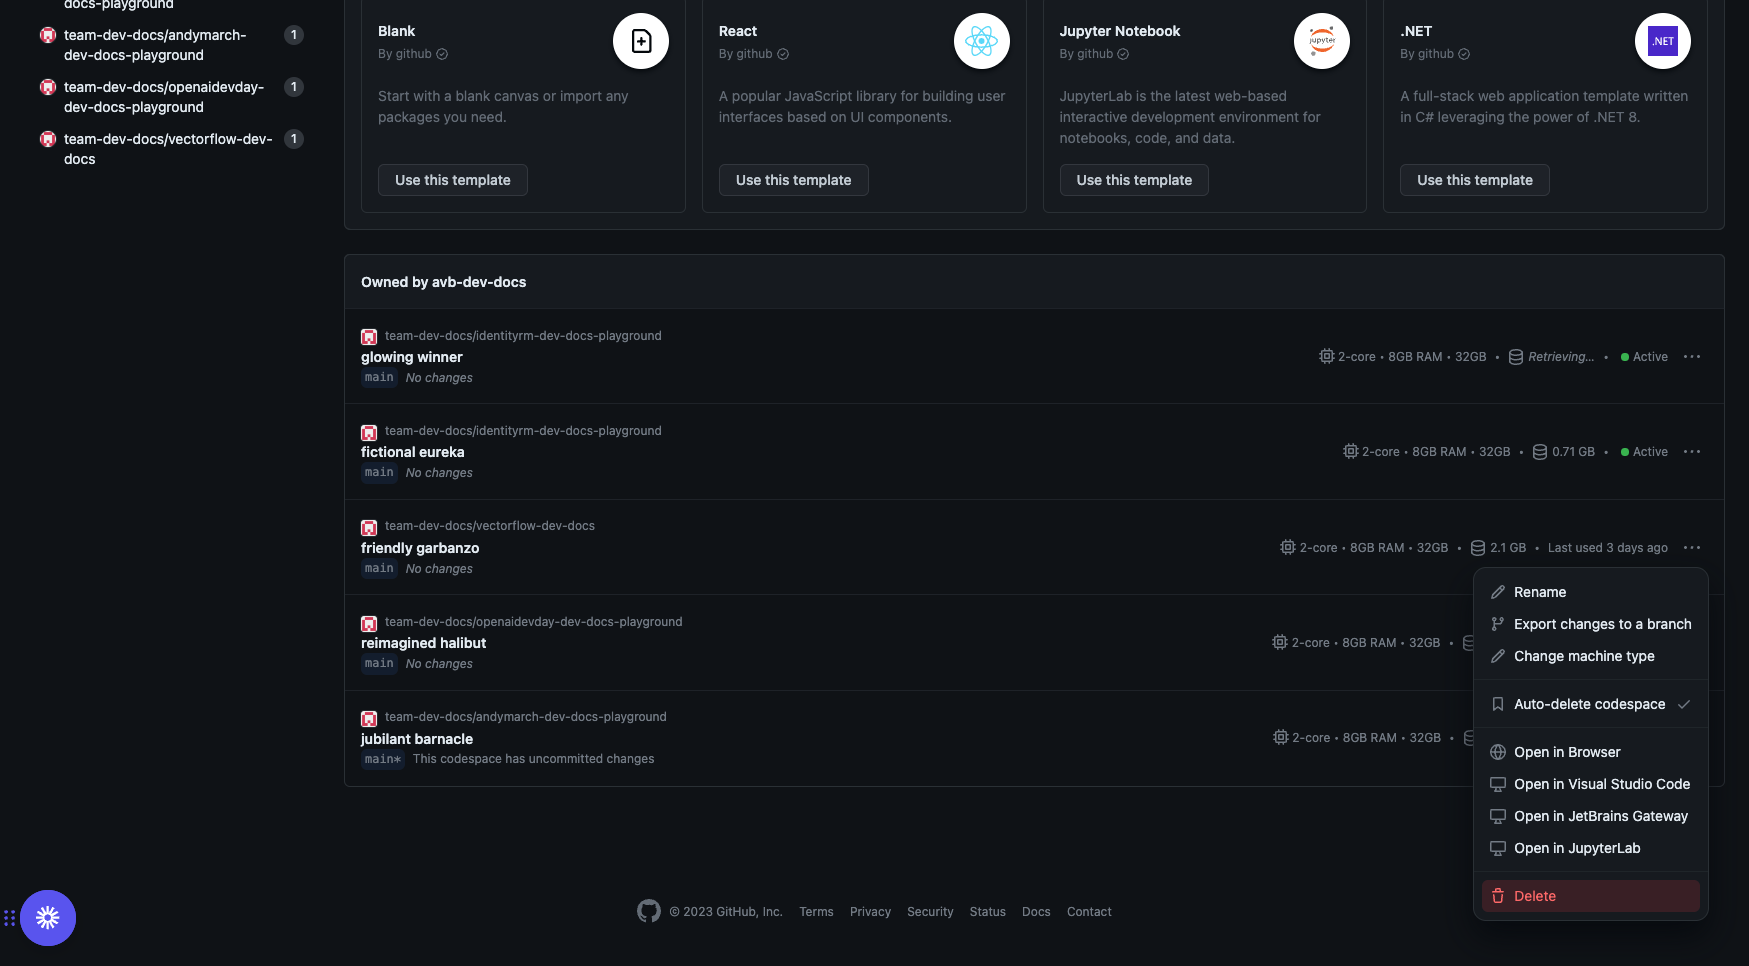 docs-playground
team-dev-docs/andymarch-
dev-docs-playground
1
team-dev-docs/openaidevday-
dev-docs-playground
1
team-dev-docs/vectorflow-dev-
docs
1
Blank
By github
Start with a blank canvas or import any
packages you need.
Use this template
React
By github
A popular JavaScript library for building user
interfaces based on UI components.
Use this template
Jupyter Notebook
By github
jupyter
JupyterLab is the latest web-based
interactive development environment for
notebooks, code, and data.
Use this template
.NET
By github
.NET
A full-stack web application template written
in C# leveraging the power of .NET 8.
Use this template
Owned by avb-dev-docs
team-dev-docs/identityrm-dev-docs-playground
glowing winner
main No changes
2-core • 8GB RAM • 32GB • Retrieving... • Active
team-dev-docs/identityrm-dev-docs-playground
fictional eureka
main No changes
2-core • 8GB RAM • 32GB • 0.71 GB • Active
team-dev-docs/vectorflow-dev-docs
friendly garbanzo
main No changes
2-core • 8GB RAM • 32GB • 2.1 GB • Last used 3 days ago
team-dev-docs/openaidevday-dev-docs-playground
reimagined halibut
main No changes
2-core • 8GB RAM • 32GB •
team-dev-docs/andymarch-dev-docs-playground
jubilant barnacle
main* This codespace has uncommitted changes
2-core • 8GB RAM • 32GB •
Rename
Export changes to a branch
Change machine type
Auto-delete codespace
Open in Browser
Open in Visual Studio Code
Open in JetBrains Gateway
Open in JupyterLab
Delete
© 2023 GitHub, Inc. Terms Privacy Security Status Docs Contact